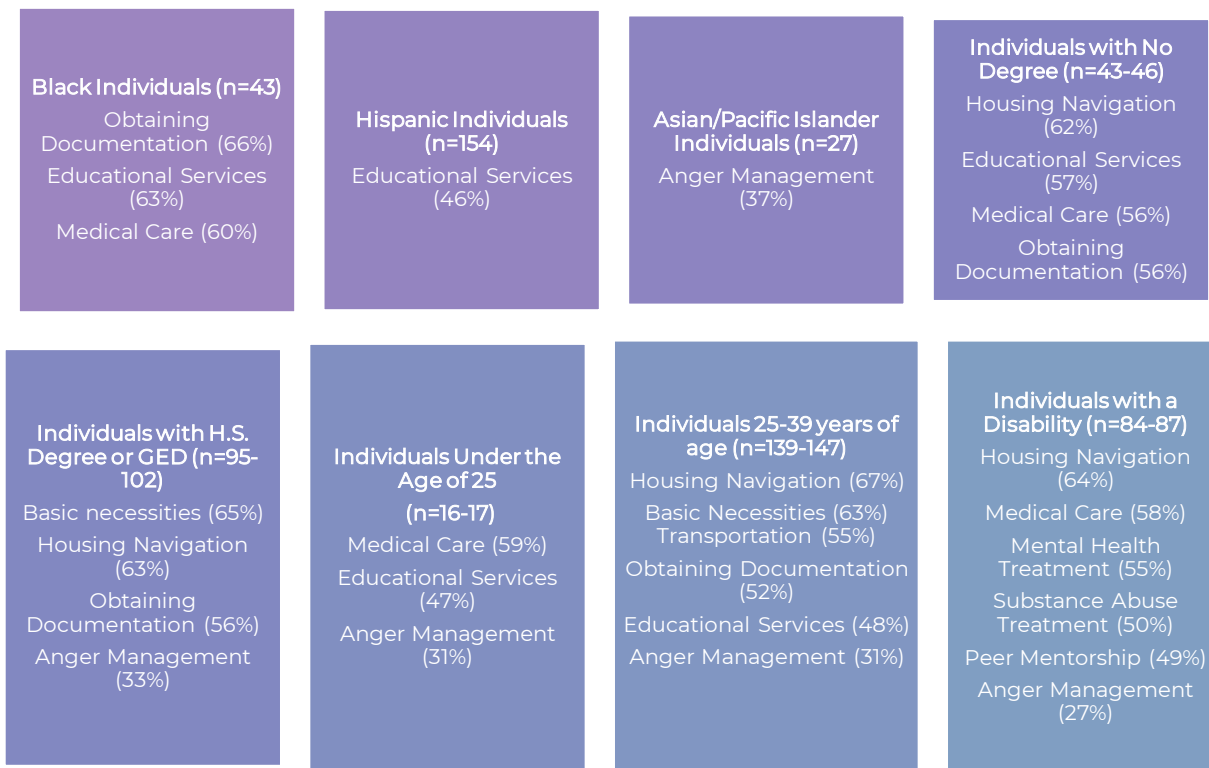 Black Individuals (n=43)
Obtaining
Documentation (66%)
Educational Services
(63%)
Medical Care (60%)
Hispanic Individuals
(n=154)
Educational Services
(46%)
Asian/Pacific Islander
Individuals (n=27)
Anger Management
(37%)
Individuals with No
Degree (n=43-46)
Housing Navigation
(62%)
Educational Services
(57%)
Medical Care (56%)
Obtaining
Documentation (56%)
Individuals with H.S.
Degree or GED (n=95-
102)
Basic necessities (65%)
Housing Navigation
(63%)
Obtaining
Documentation (56%)
Anger Management
(33%)
Individuals Under the
Age of 25
(n=16-17)
Medical Care (59%)
Educational Services
(47%)
Anger Management
(31%)
Individuals 25-39 years of
age (n=139-147)
Housing Navigation (67%)
Basic Necessities (63%)
Transportation (55%)
Obtaining Documentation
(52%)
Educational Services (48%)
Anger Management (31%)
Individuals with a
Disability (n=84-87)
Housing Navigation
(64%)
Medical Care (58%)
Mental Health
Treatment (55%)
Substance Abuse
Treatment (50%)
Peer Mentorship (49%)
Anger Management
(27%)